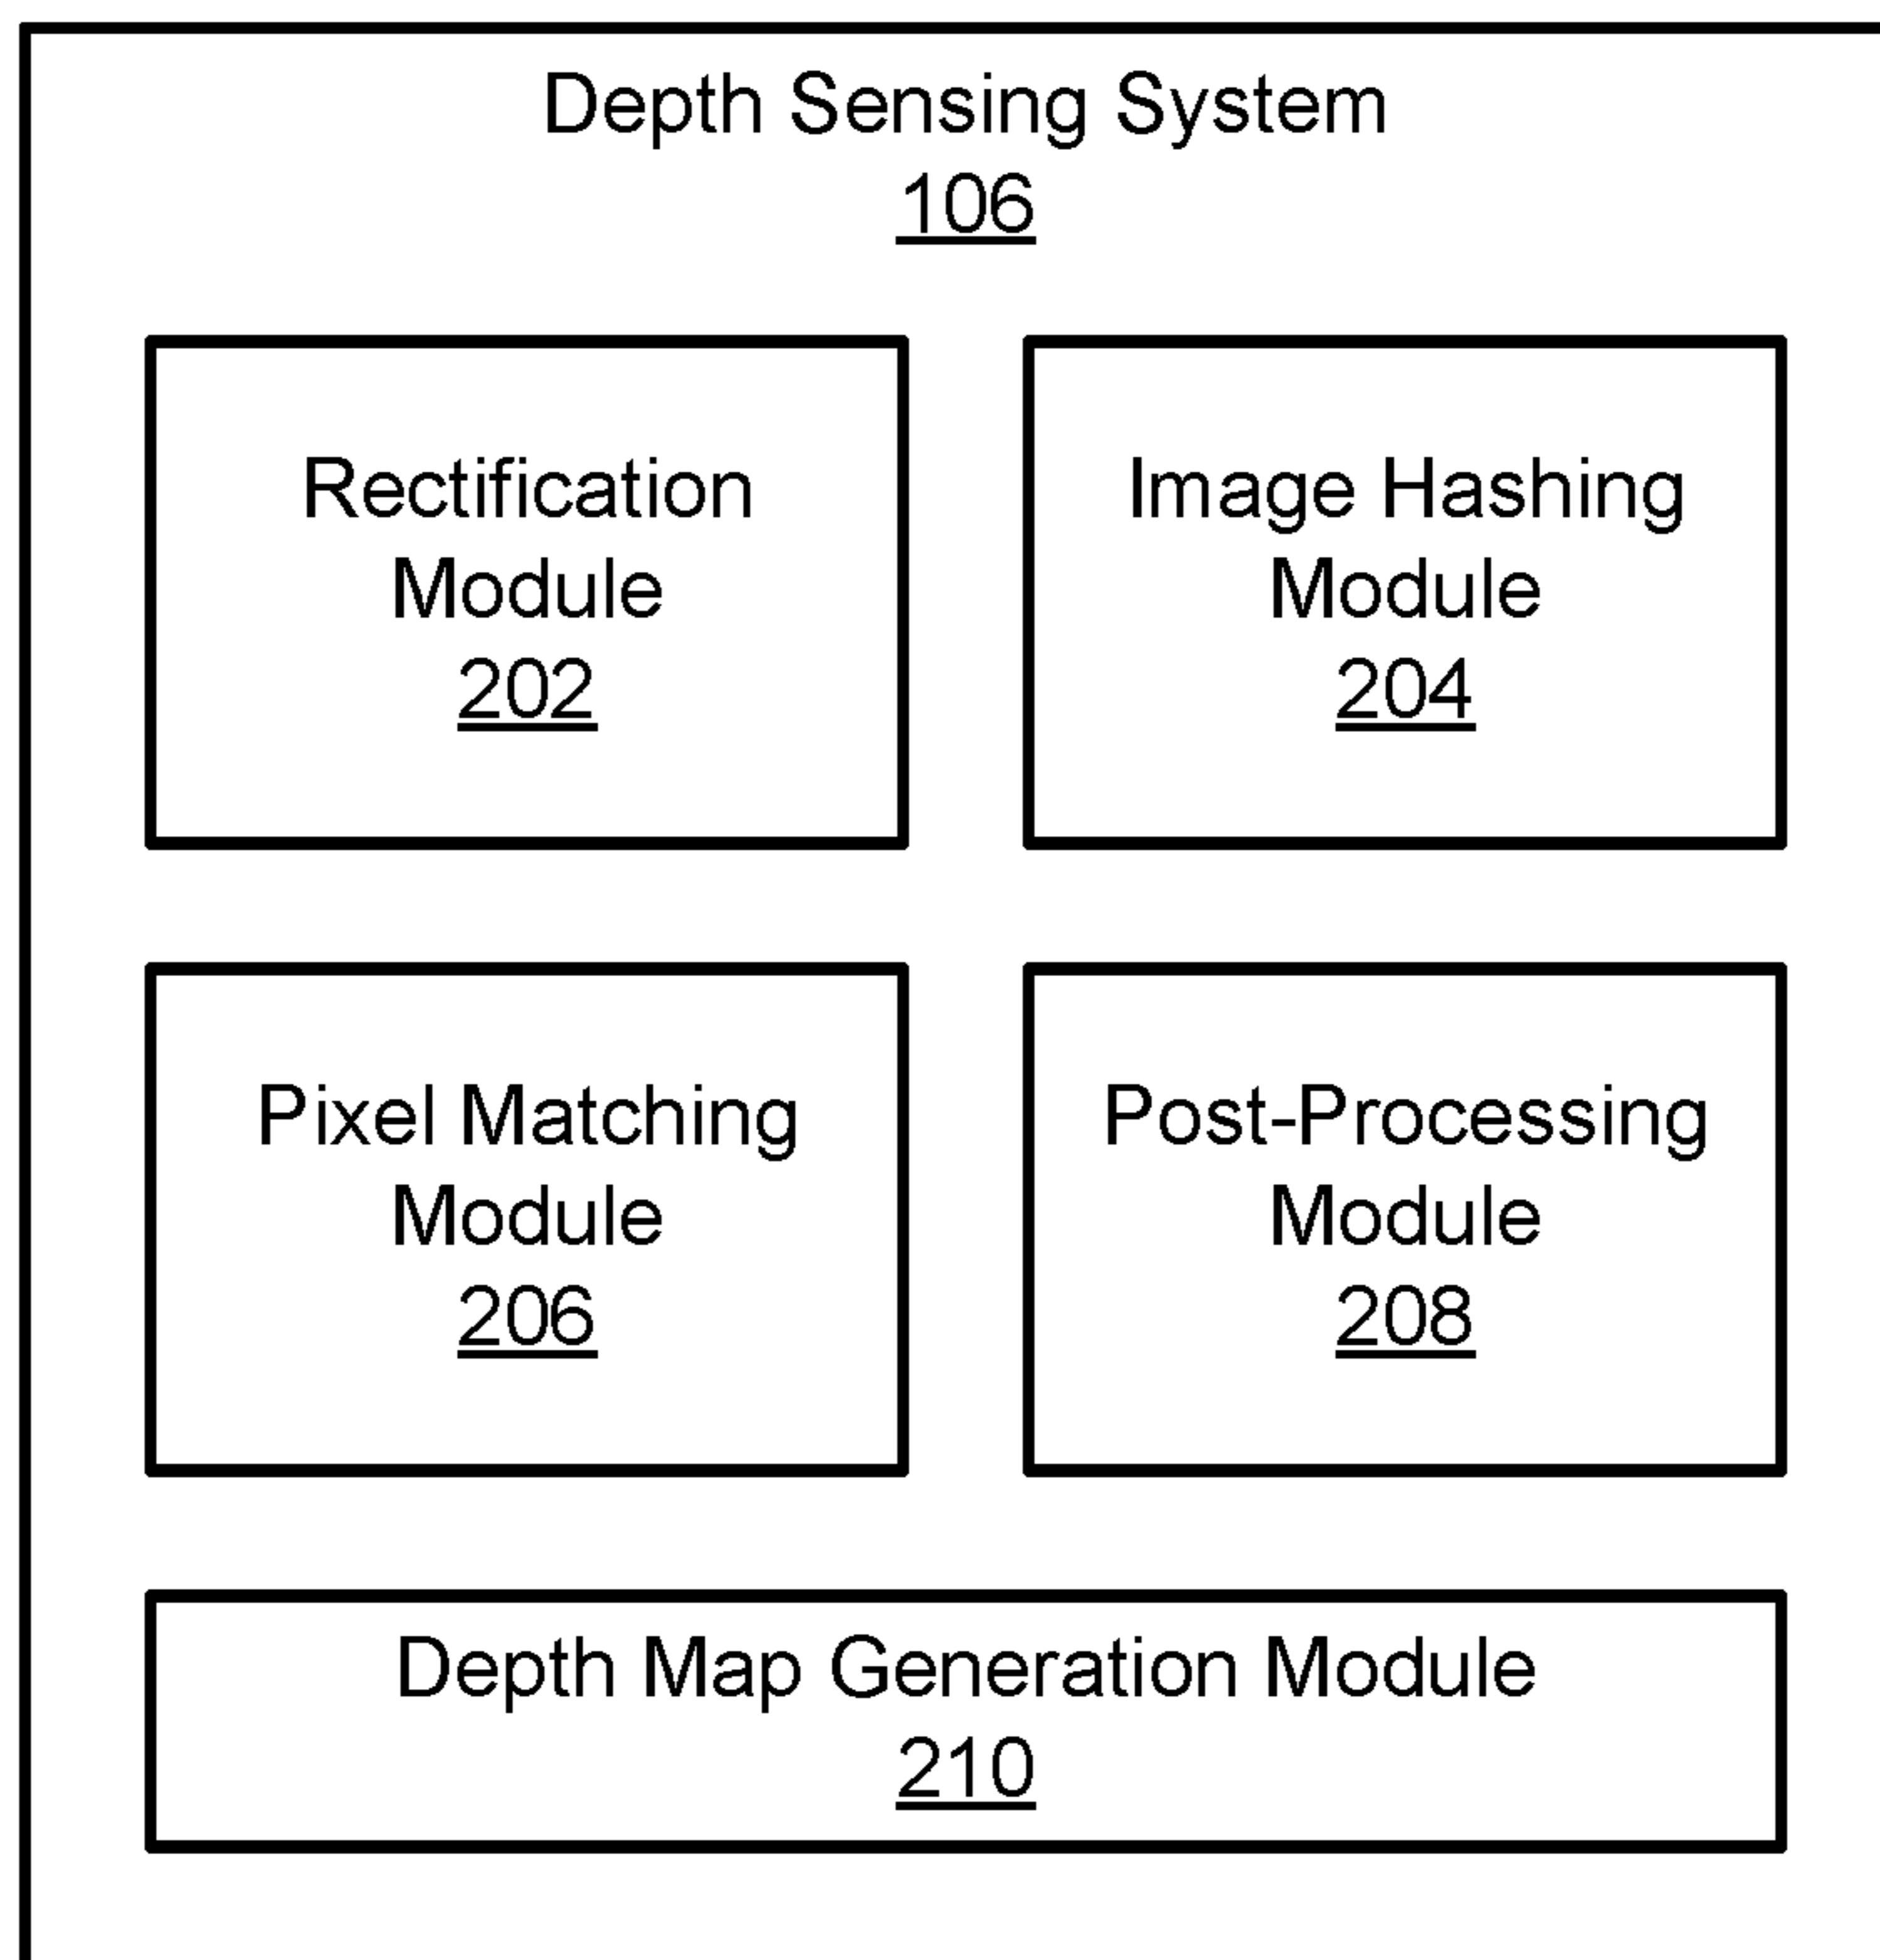 Depth Sensing System
106
Rectification
Module
202
Image Hashing
Module
204
Pixel Matching
Module
206
Post-Processing
Module
208
Depth Map Generation Module
210